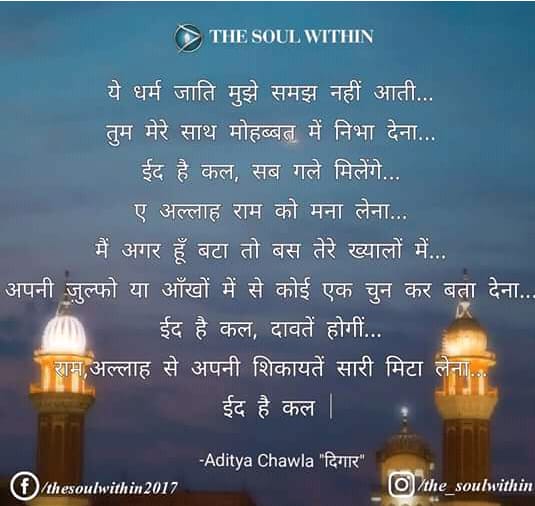 THE SOUL WITHIN
ये धर्म जाति मुझे समझ नहीं आती...
तुम मेरे साथ मोहब्बत में निभा देना...
ईद है कल, सब गले मिलेंगे...
ए अल्लाह राम को मना लेना...
मैं अगर हूँ बटा तो बस तेरे ख्यालों में...
अपनी ज़ुल्फो या आँखों में से कोई एक चुन कर बता देना...
ईद है कल, दावतें होगीं...
राम,अल्लाह से अपनी शिकायतें सारी मिटा लेना...
ईद है कल |
-Aditya Chawla "दिगार"
/thesoulwithin2017
/the_soulwithin